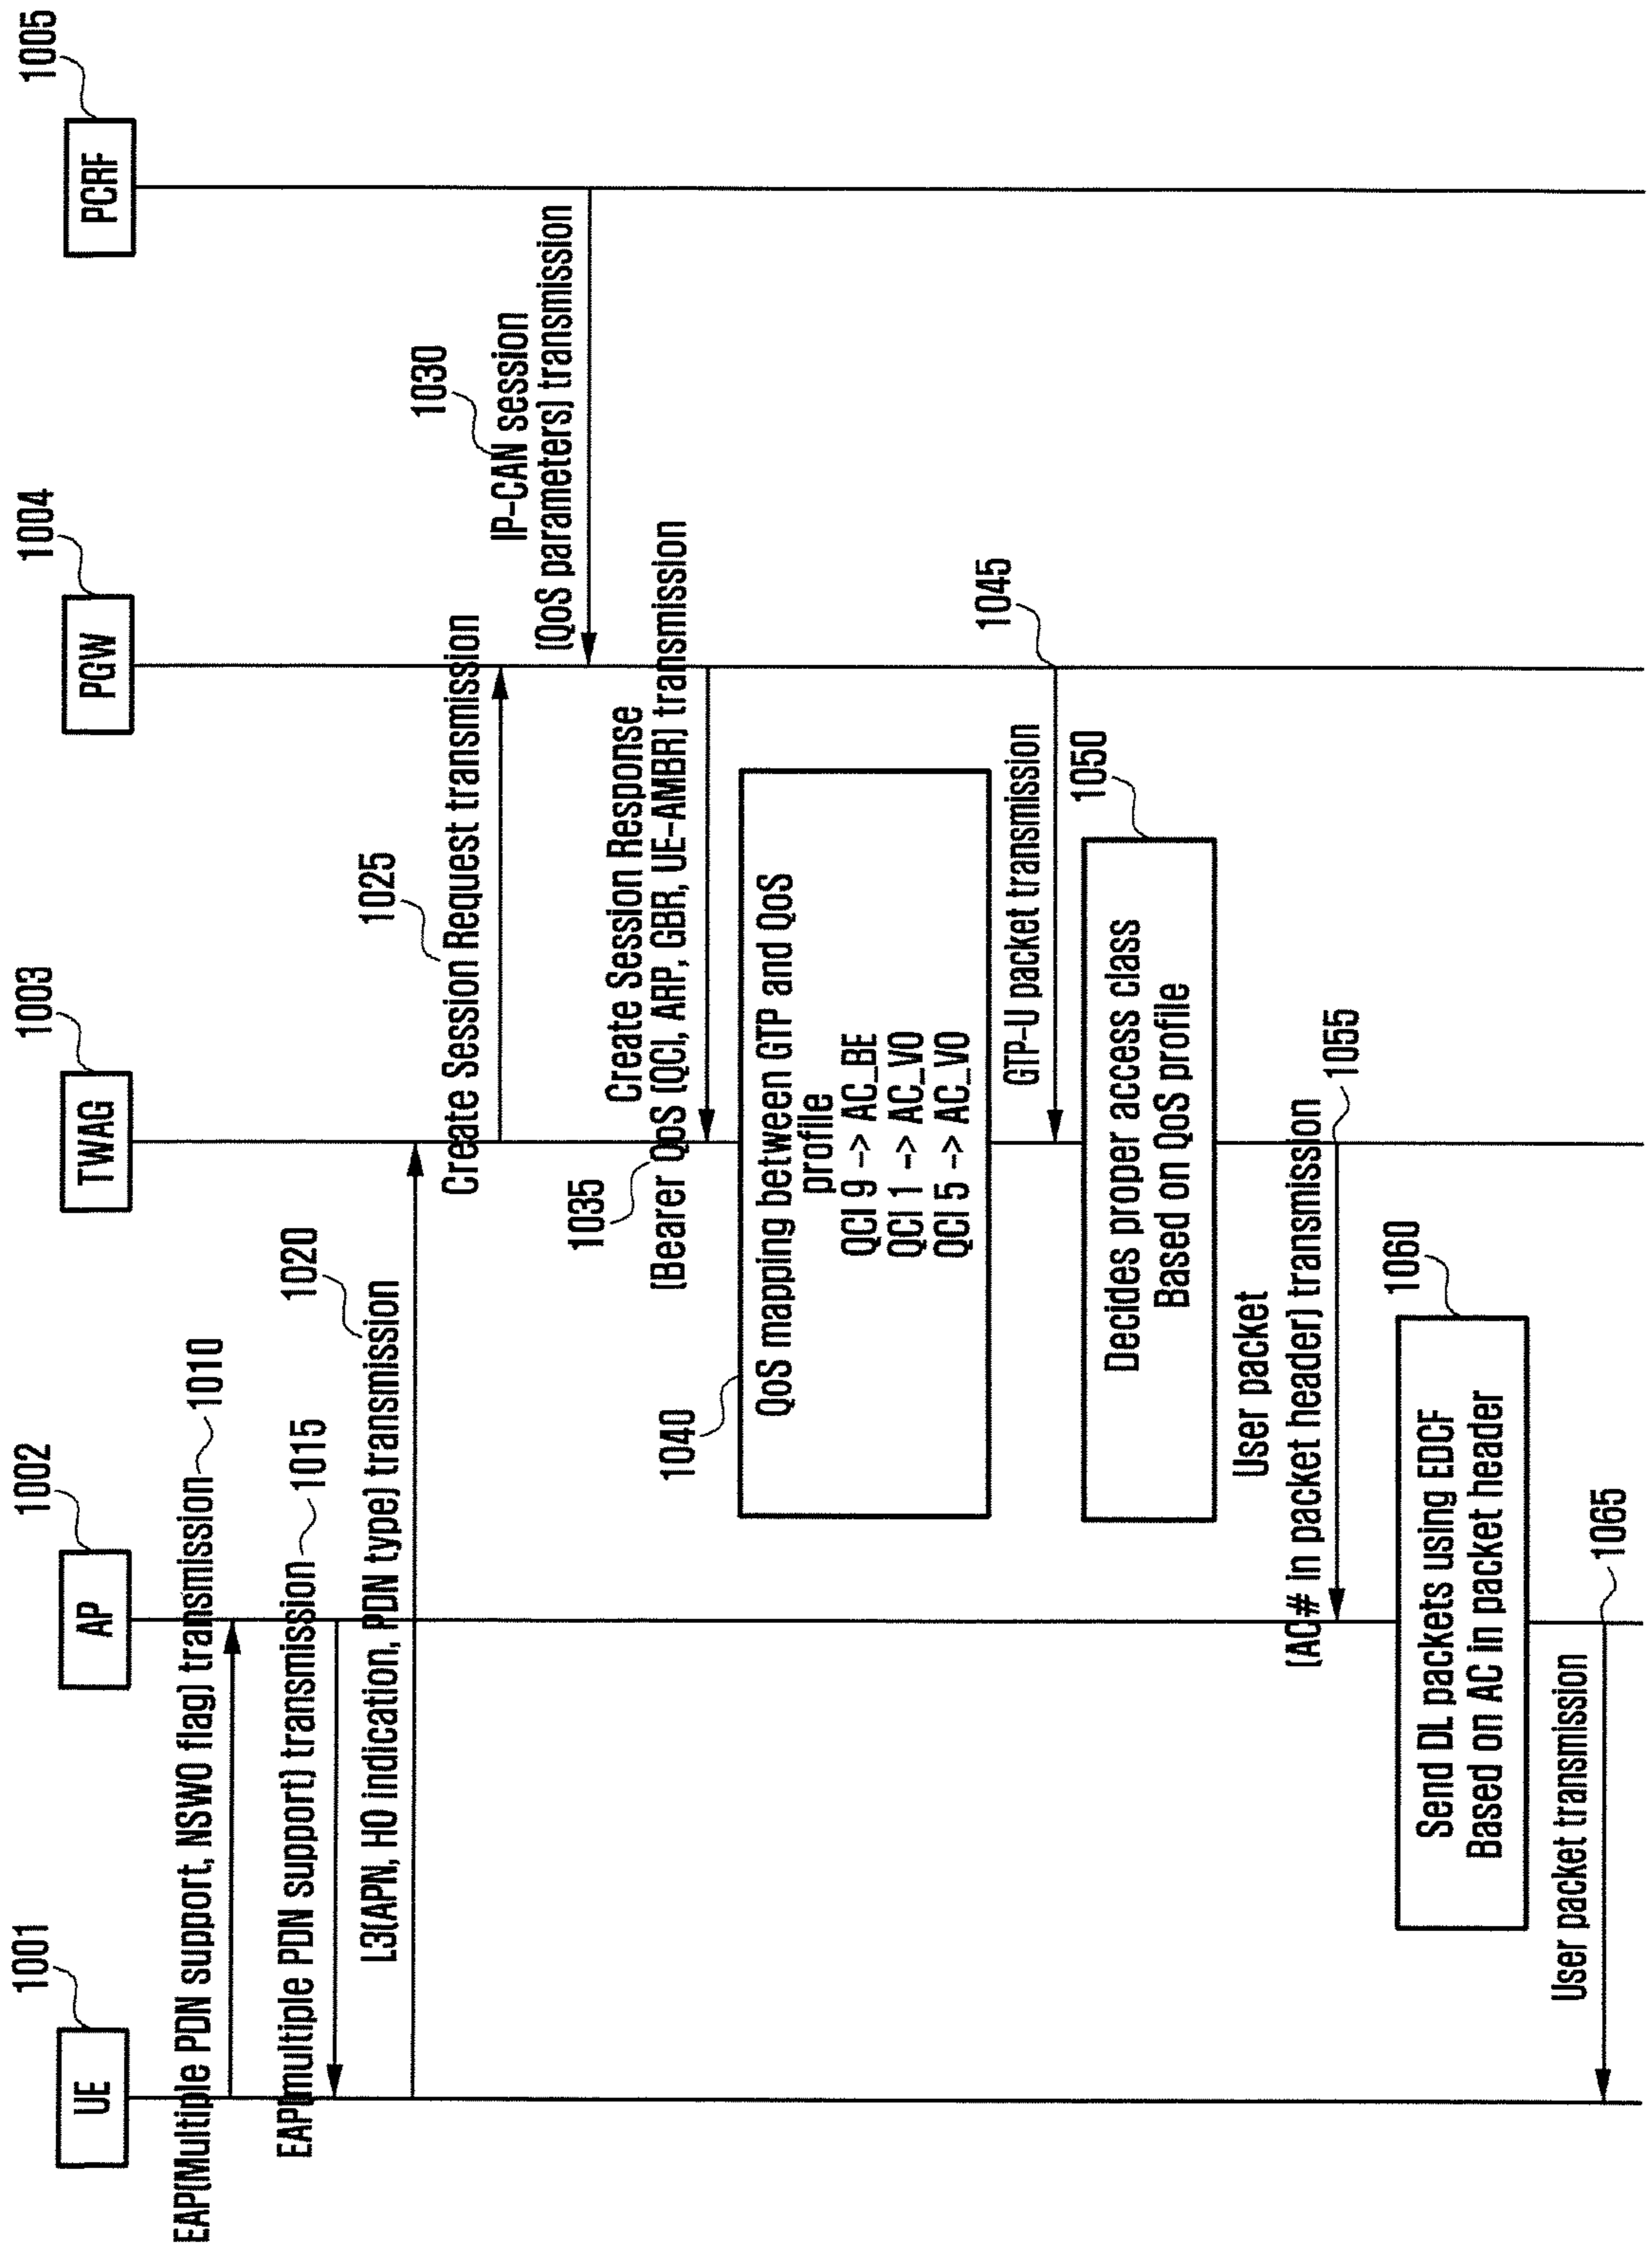 1001
1002
1003
1004
1005
UE
AP
TWAG
PGW
PCRF
EAP(Multiple PDN support, NSWO flag) transmission
1010
EAP(multiple PDN support) transmission
1015
1020
L3(APN, HO indication, PDN type) transmission
1025
Create Session Request transmission
1030
IP-CAN session
(QoS parameters) transmission
1035
Create Session Response
(Bearer QoS (QCI, ARP, GBR, UE-AMBR) transmission
1040
QoS mapping between GTP and QoS
profile
QCI 9 -> AC_BE
QCI 1 -> AC_VO
QCI 5 -> AC_VO
1045
GTP-U packet transmission
1050
Decides proper access class
Based on QoS profile
User packet
(AC# in packet header) transmission
1055
1060
Send DL packets using EDCF
Based on AC in packet header
User packet transmission
1065